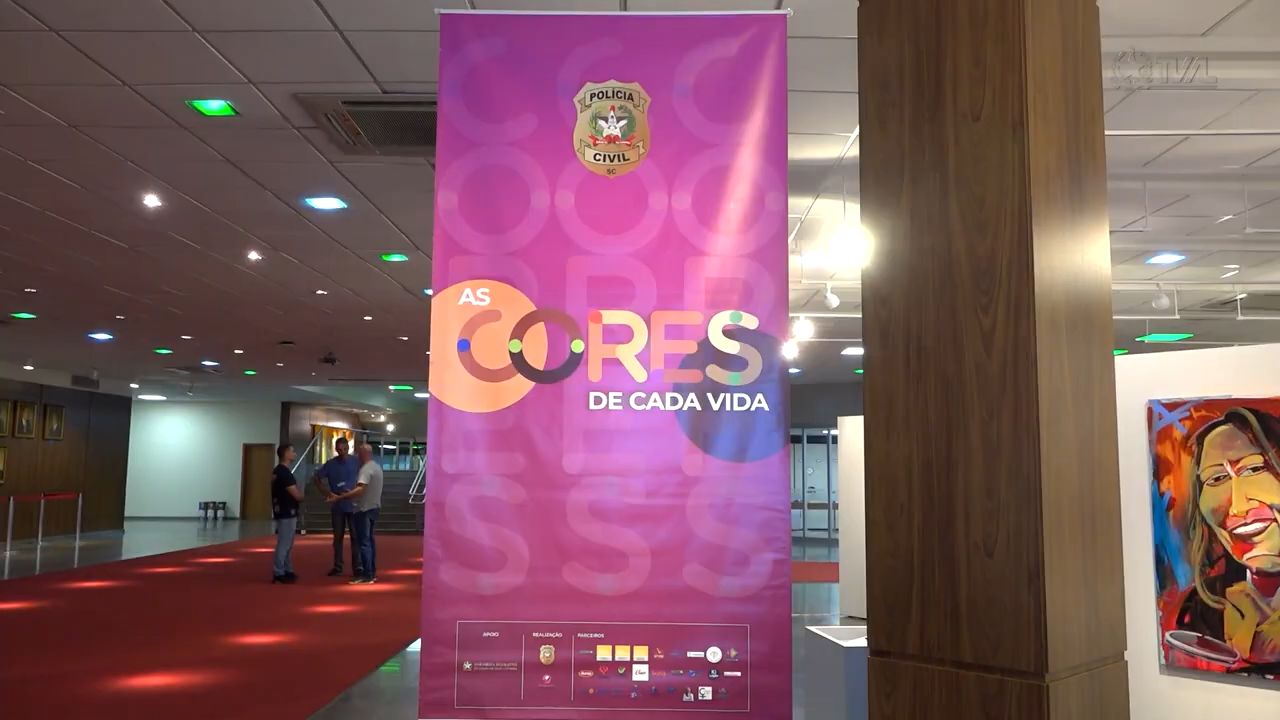 TVAL
POLÍCIA
CIVIL
SC
AS
CORES
DE CADA VIDA
APOIO
REALIZAÇÃO
PARCEIROS